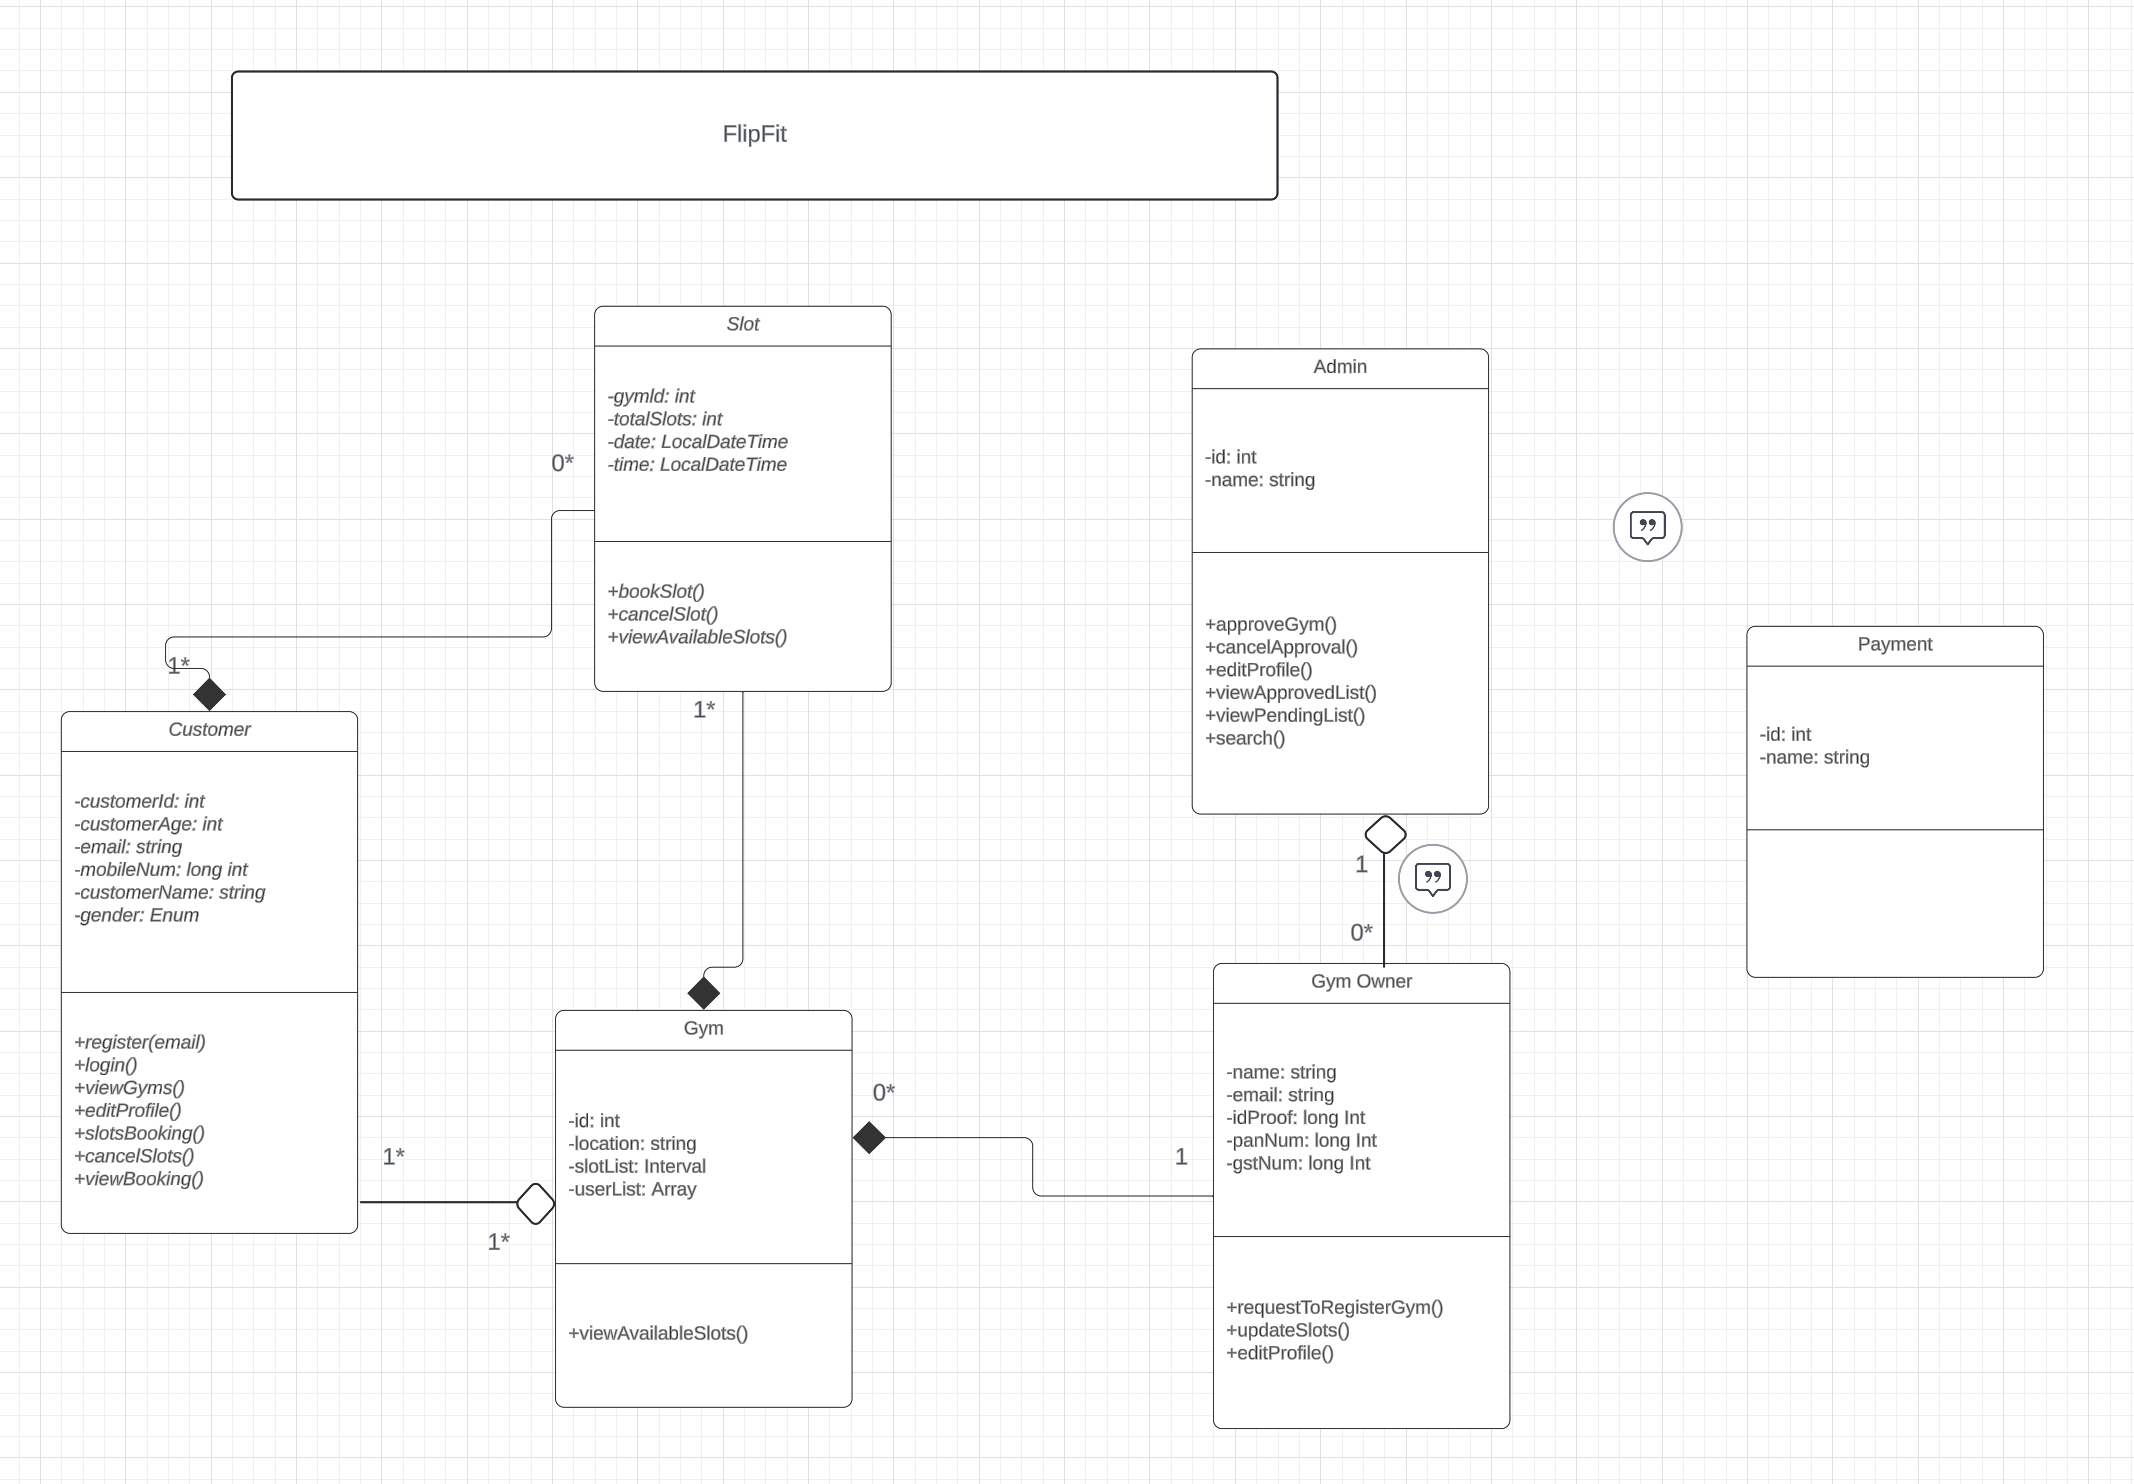 FlipFit
Slot
-gymId: int
-totalSlots: int
-date: LocalDateTime
-time: LocalDateTime
+bookSlot()
+cancelSlot()
+viewAvailableSlots()
0*
1*
1*
Admin
-id: int
-name: string
+approveGym()
+cancelApproval()
+editProfile()
+viewApprovedList()
+viewPendingList()
+search()
1
0*
Payment
-id: int
-name: string
Customer
-customerId: int
-customerAge: int
-email: string
-mobileNum: long int
-customerName: string
-gender: Enum
+register(email)
+login()
+viewGyms()
+editProfile()
+slotsBooking()
+cancelSlots()
+viewBooking()
1*
1*
Gym
-id: int
-location: string
-slotList: Interval
-userList: Array
+viewAvailableSlots()
0*
1
Gym Owner
-name: string
-email: string
-idProof: long Int
-panNum: long Int
-gstNum: long Int
+requestToRegisterGym()
+updateSlots()
+editProfile()